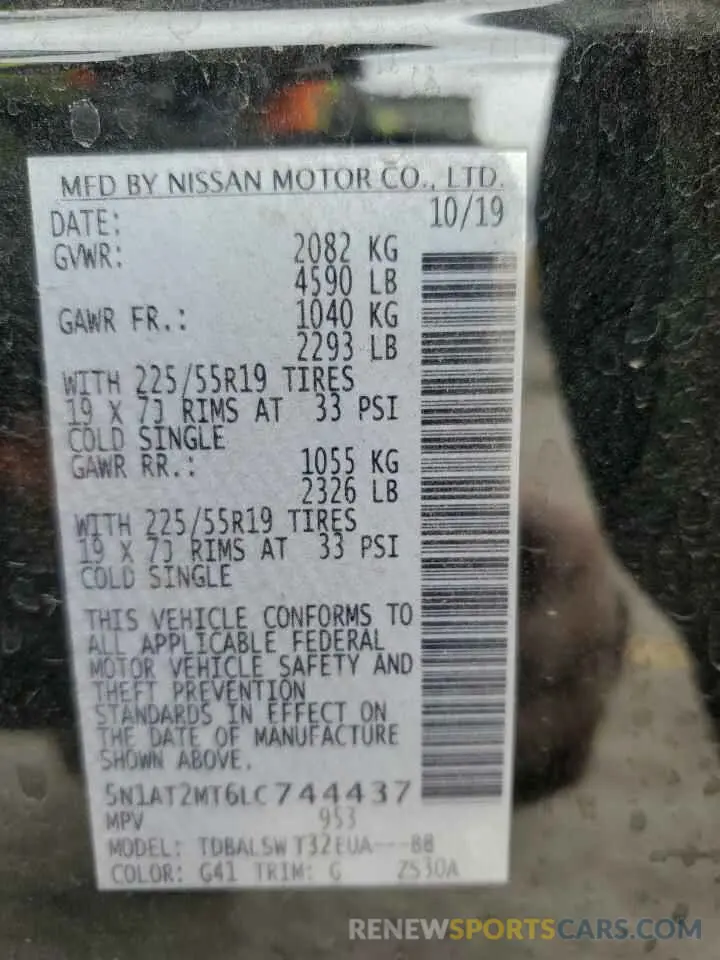 MFD BY NISSAN MOTOR CO., LTD.
DATE: 10/19
GVWR: 2082 KG
4590 LB
GAWR FR.: 1040 KG
2293 LB
WITH 225/55R19 TIRES
19 X 7J RIMS AT 33 PSI
COLD SINGLE
GAWR RR.: 1055 KG
2326 LB
WITH 225/55R19 TIRES
19 X 7J RIMS AT 33 PSI
COLD SINGLE
THIS VEHICLE CONFORMS TO
ALL APPLICABLE FEDERAL
MOTOR VEHICLE SAFETY AND
THEFT PREVENTION
STANDARDS IN EFFECT ON
THE DATE OF MANUFACTURE
SHOWN ABOVE.
5N1AT2MT6LC744437
MPV 953
MODEL: TDBALSW T32EUA---BB
COLOR: G41 TRIM: G ZS30A
RENEWSPORTSCARS.COM